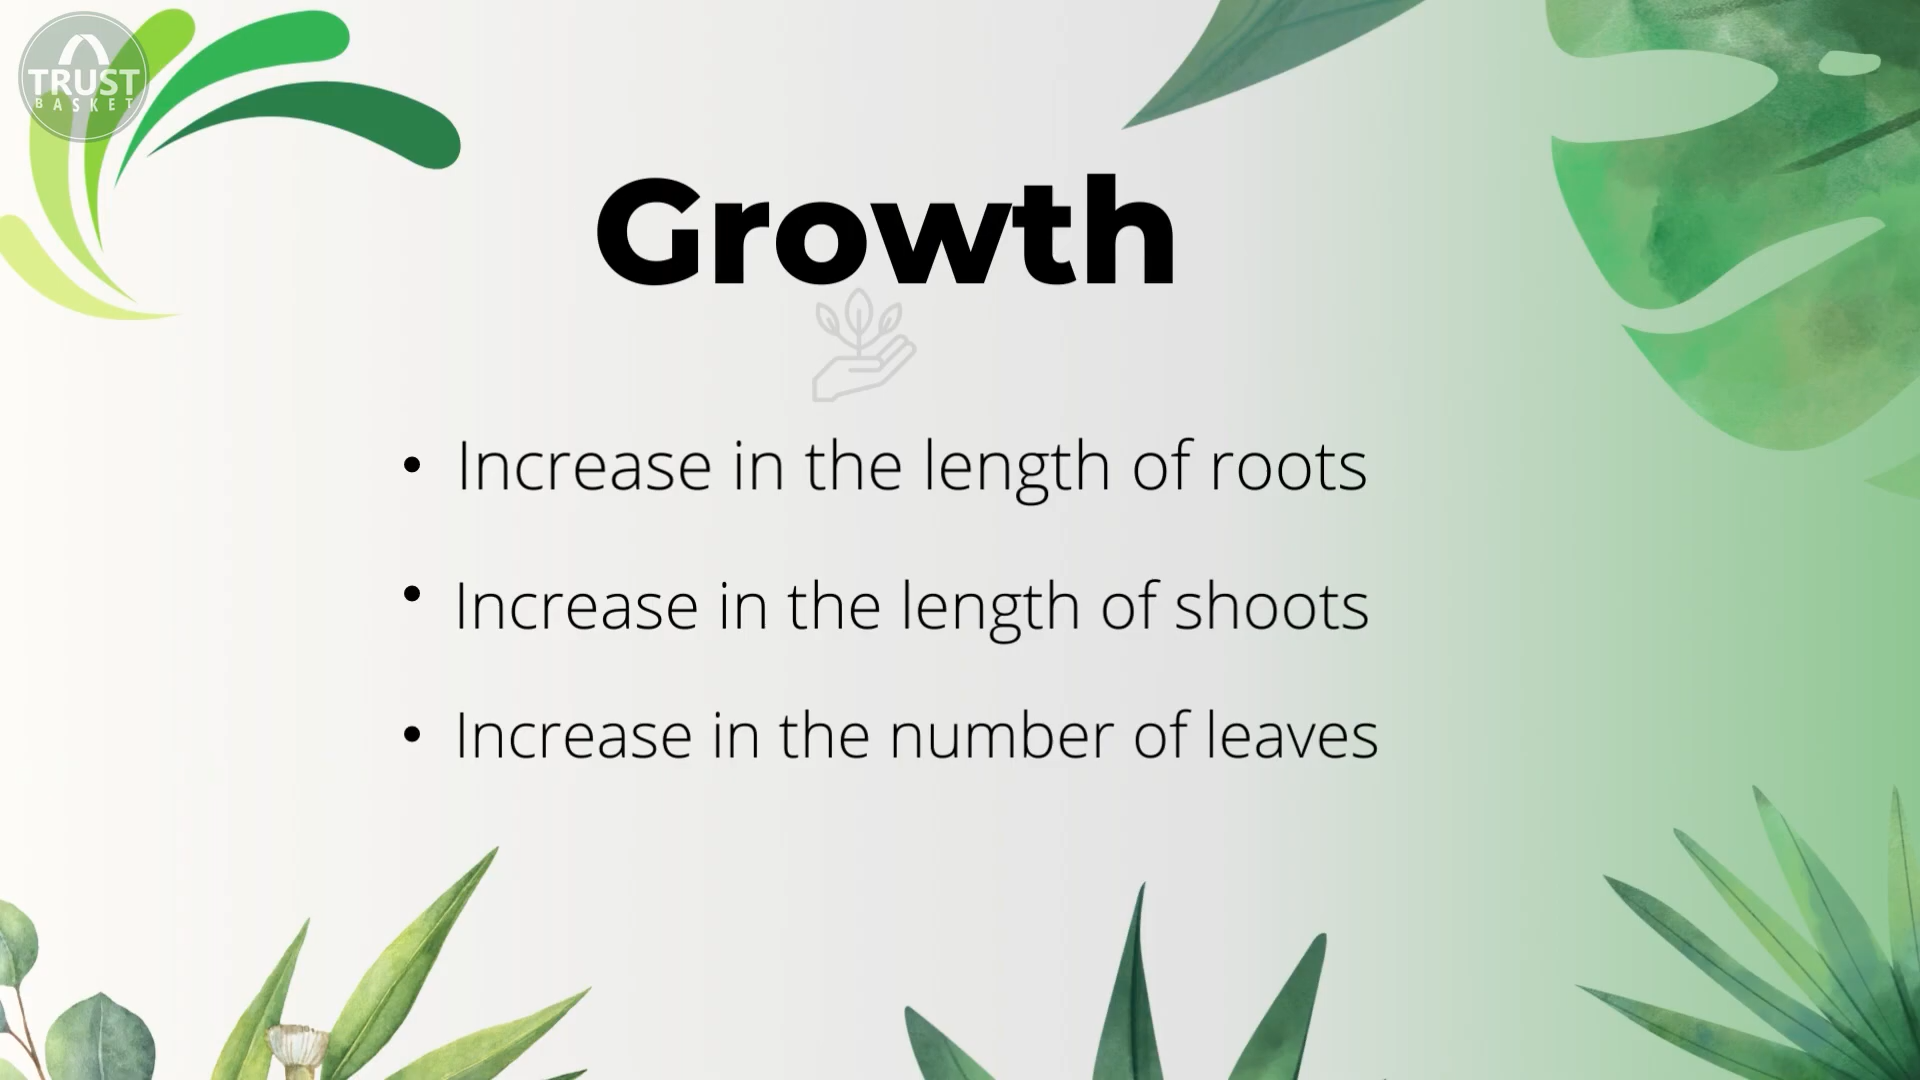 TRUST
BASKET
Growth
• Increase in the length of roots
• Increase in the length of shoots
• Increase in the number of leaves